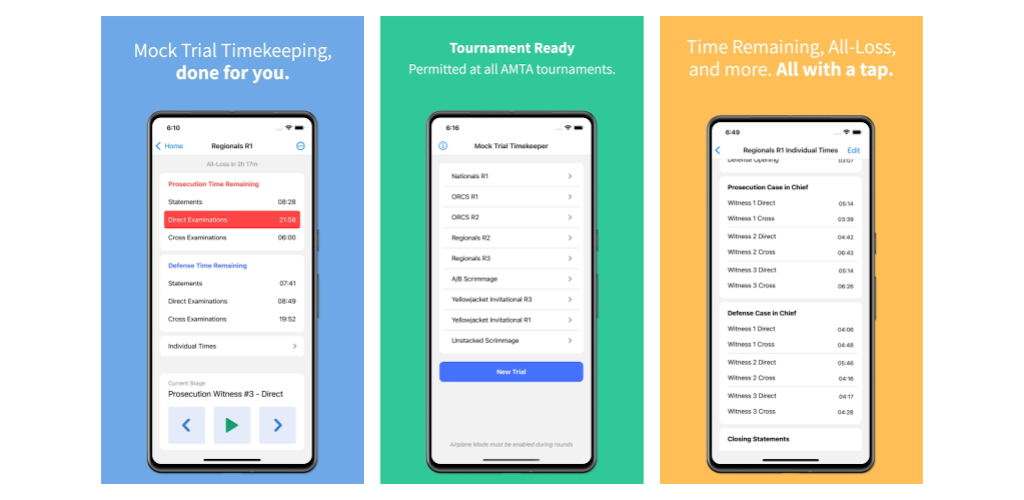 Mock Trial Timekeeping,
done for you.
6:10
Home
Regionals R1
All-Loss in 2h 17m
Prosecution Time Remaining
Statements 08:28
Direct Examinations 21:58
Cross Examinations 06:00
Defense Time Remaining
Statements 07:41
Direct Examinations 08:49
Cross Examinations 19:52
Individual Times
Current Stage
Prosecution Witness #3 - Direct
Tournament Ready
Permitted at all AMTA tournaments.
6:16
Mock Trial Timekeeper
Nationals R1
ORCS R1
ORCS R2
Regionals R2
Regionals R3
A/B Scrimmage
Yellowjacket Invitational R3
Yellowjacket Invitational R1
Unstacked Scrimmage
New Trial
Airplane Mode must be enabled during rounds
Time Remaining, All-Loss,
and more. All with a tap.
6:49
Regionals R1 Individual Times Edit
Defense Opening 03:07
Prosecution Case in Chief
Witness 1 Direct 05:14
Witness 1 Cross 03:39
Witness 2 Direct 04:42
Witness 2 Cross 06:43
Witness 3 Direct 05:14
Witness 3 Cross 06:26
Defense Case in Chief
Witness 1 Direct 04:06
Witness 1 Cross 04:48
Witness 2 Direct 05:46
Witness 2 Cross 04:16
Witness 3 Direct 04:17
Witness 3 Cross 04:28
Closing Statements